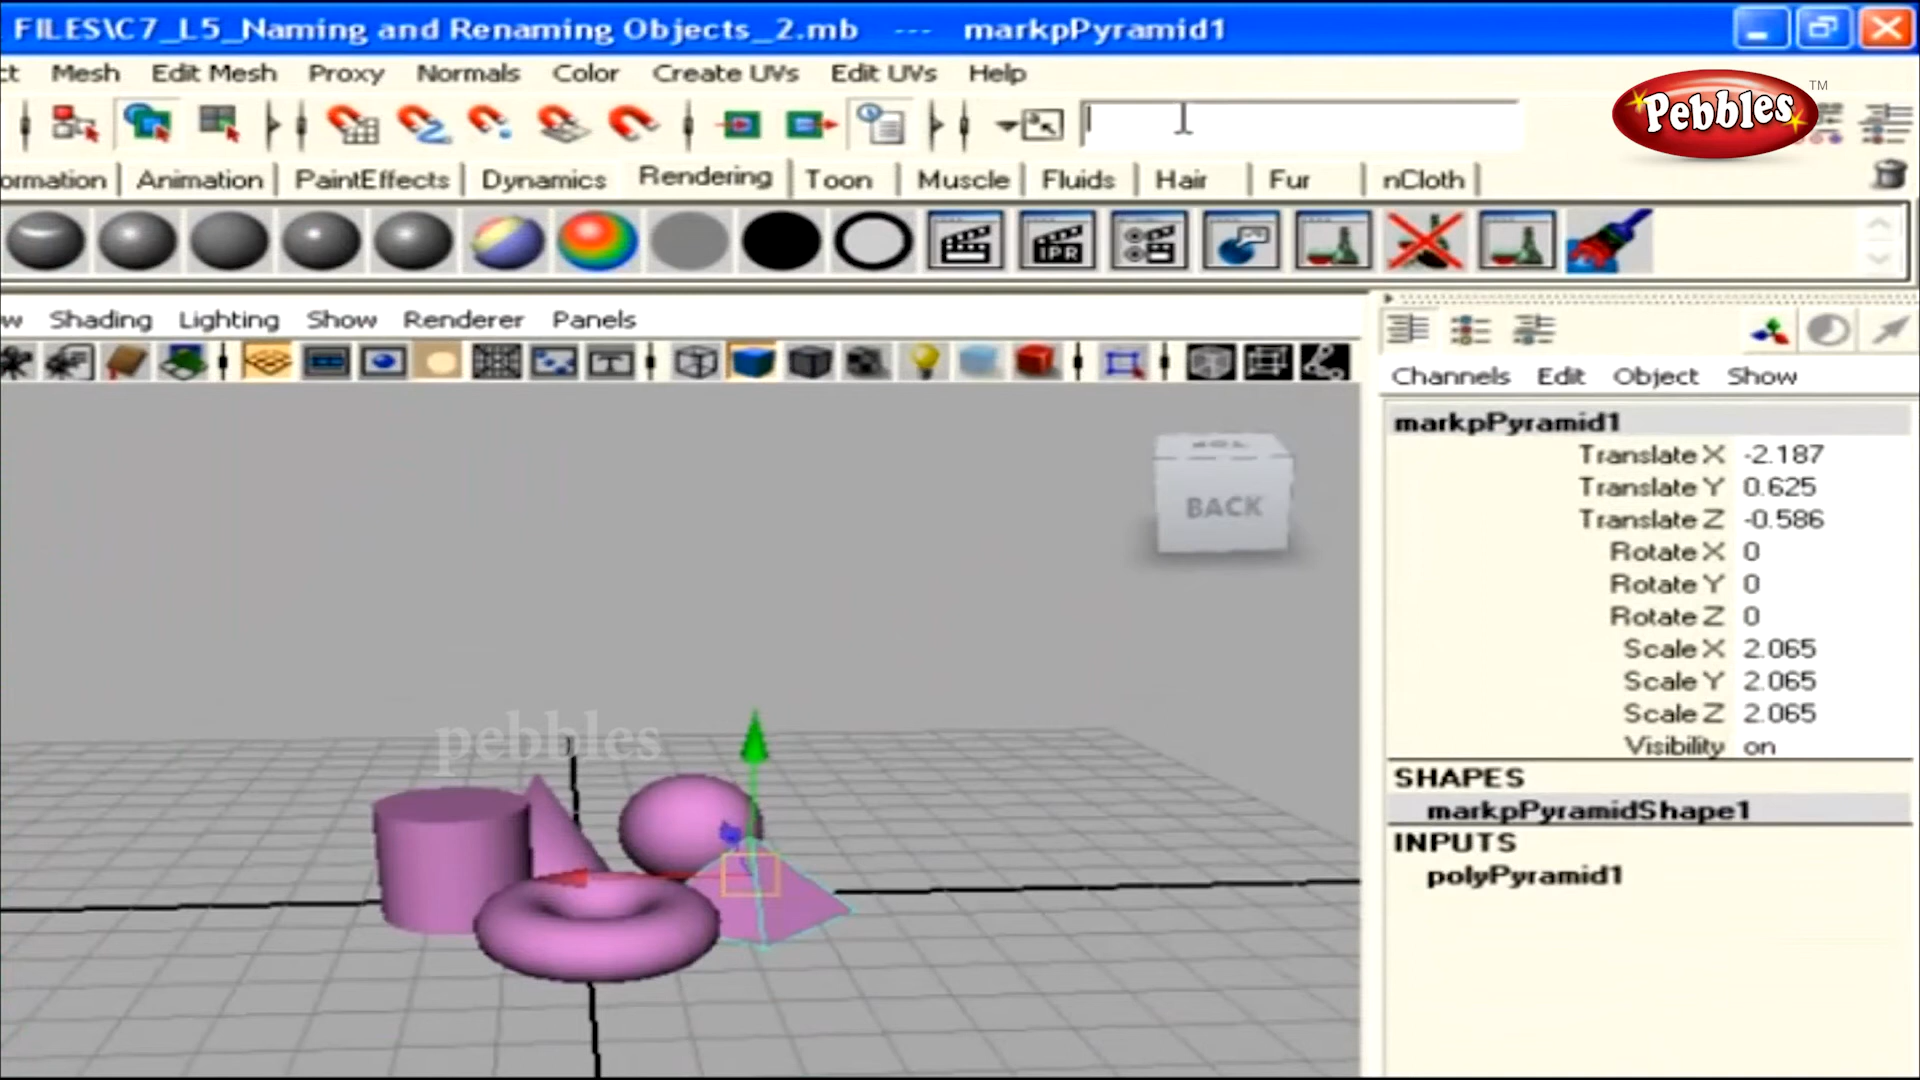 FILES\C7_L5_Naming and Renaming Objects_2.mb --- markpPyramid1
Mesh Edit Mesh Proxy Normals Color Create UVs Edit UVs Help
Pebbles TM
ormation Animation PaintEffects Dynamics Rendering Toon Muscle Fluids Hair Fur nCloth
IPR
Shading Lighting Show Renderer Panels
Channels Edit Object Show
markpPyramid1
Translate X -2.187
Translate Y 0.625
Translate Z -0.586
Rotate X 0
Rotate Y 0
Rotate Z 0
Scale X 2.065
Scale Y 2.065
Scale Z 2.065
Visibility on
SHAPES
markpPyramidShape1
INPUTS
polyPyramid1
BACK
pebbles